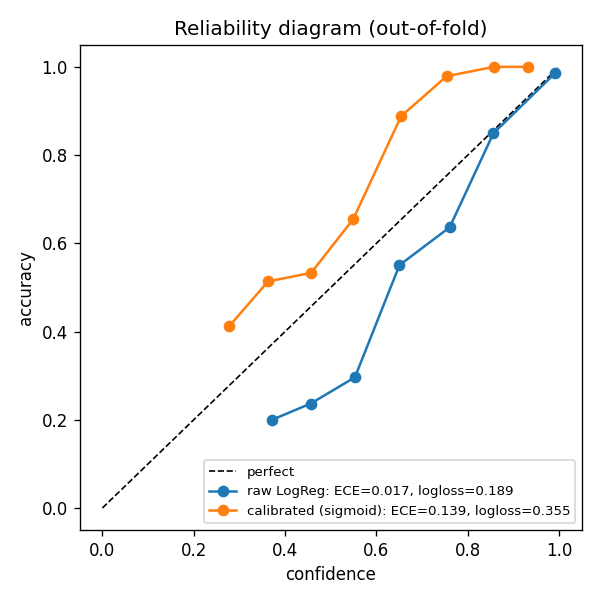 Reliability diagram (out-of-fold)
1.0
0.8
0.6
0.4
0.2
0.0
accuracy
perfect
raw LogReg: ECE=0.017, logloss=0.189
calibrated (sigmoid): ECE=0.139, logloss=0.355
0.0 0.2 0.4 0.6 0.8 1.0
confidence